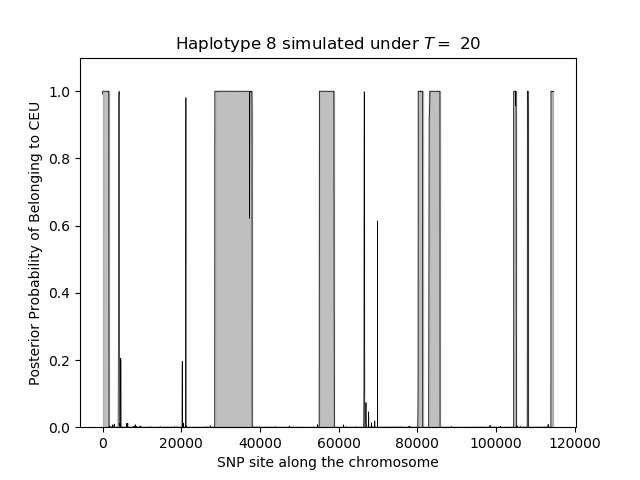 Haplotype 8 simulated under T = 20
Posterior Probability of Belonging to CEU
1.0
0.8
0.6
0.4
0.2
0.0
0 20000 40000 60000 80000 100000 120000
SNP site along the chromosome